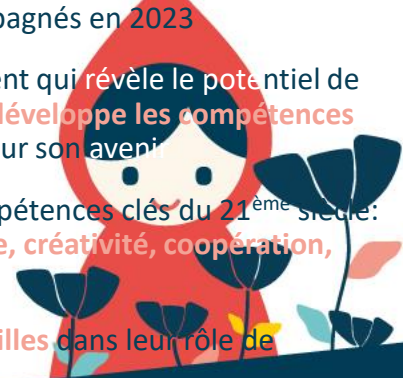 pagnés en 2023
ent qui révèle le potentiel de
développe les compétences
ur son avenir
pétences clés du 21ème siècle:
e, créativité, coopération,
illes dans leur rôle de